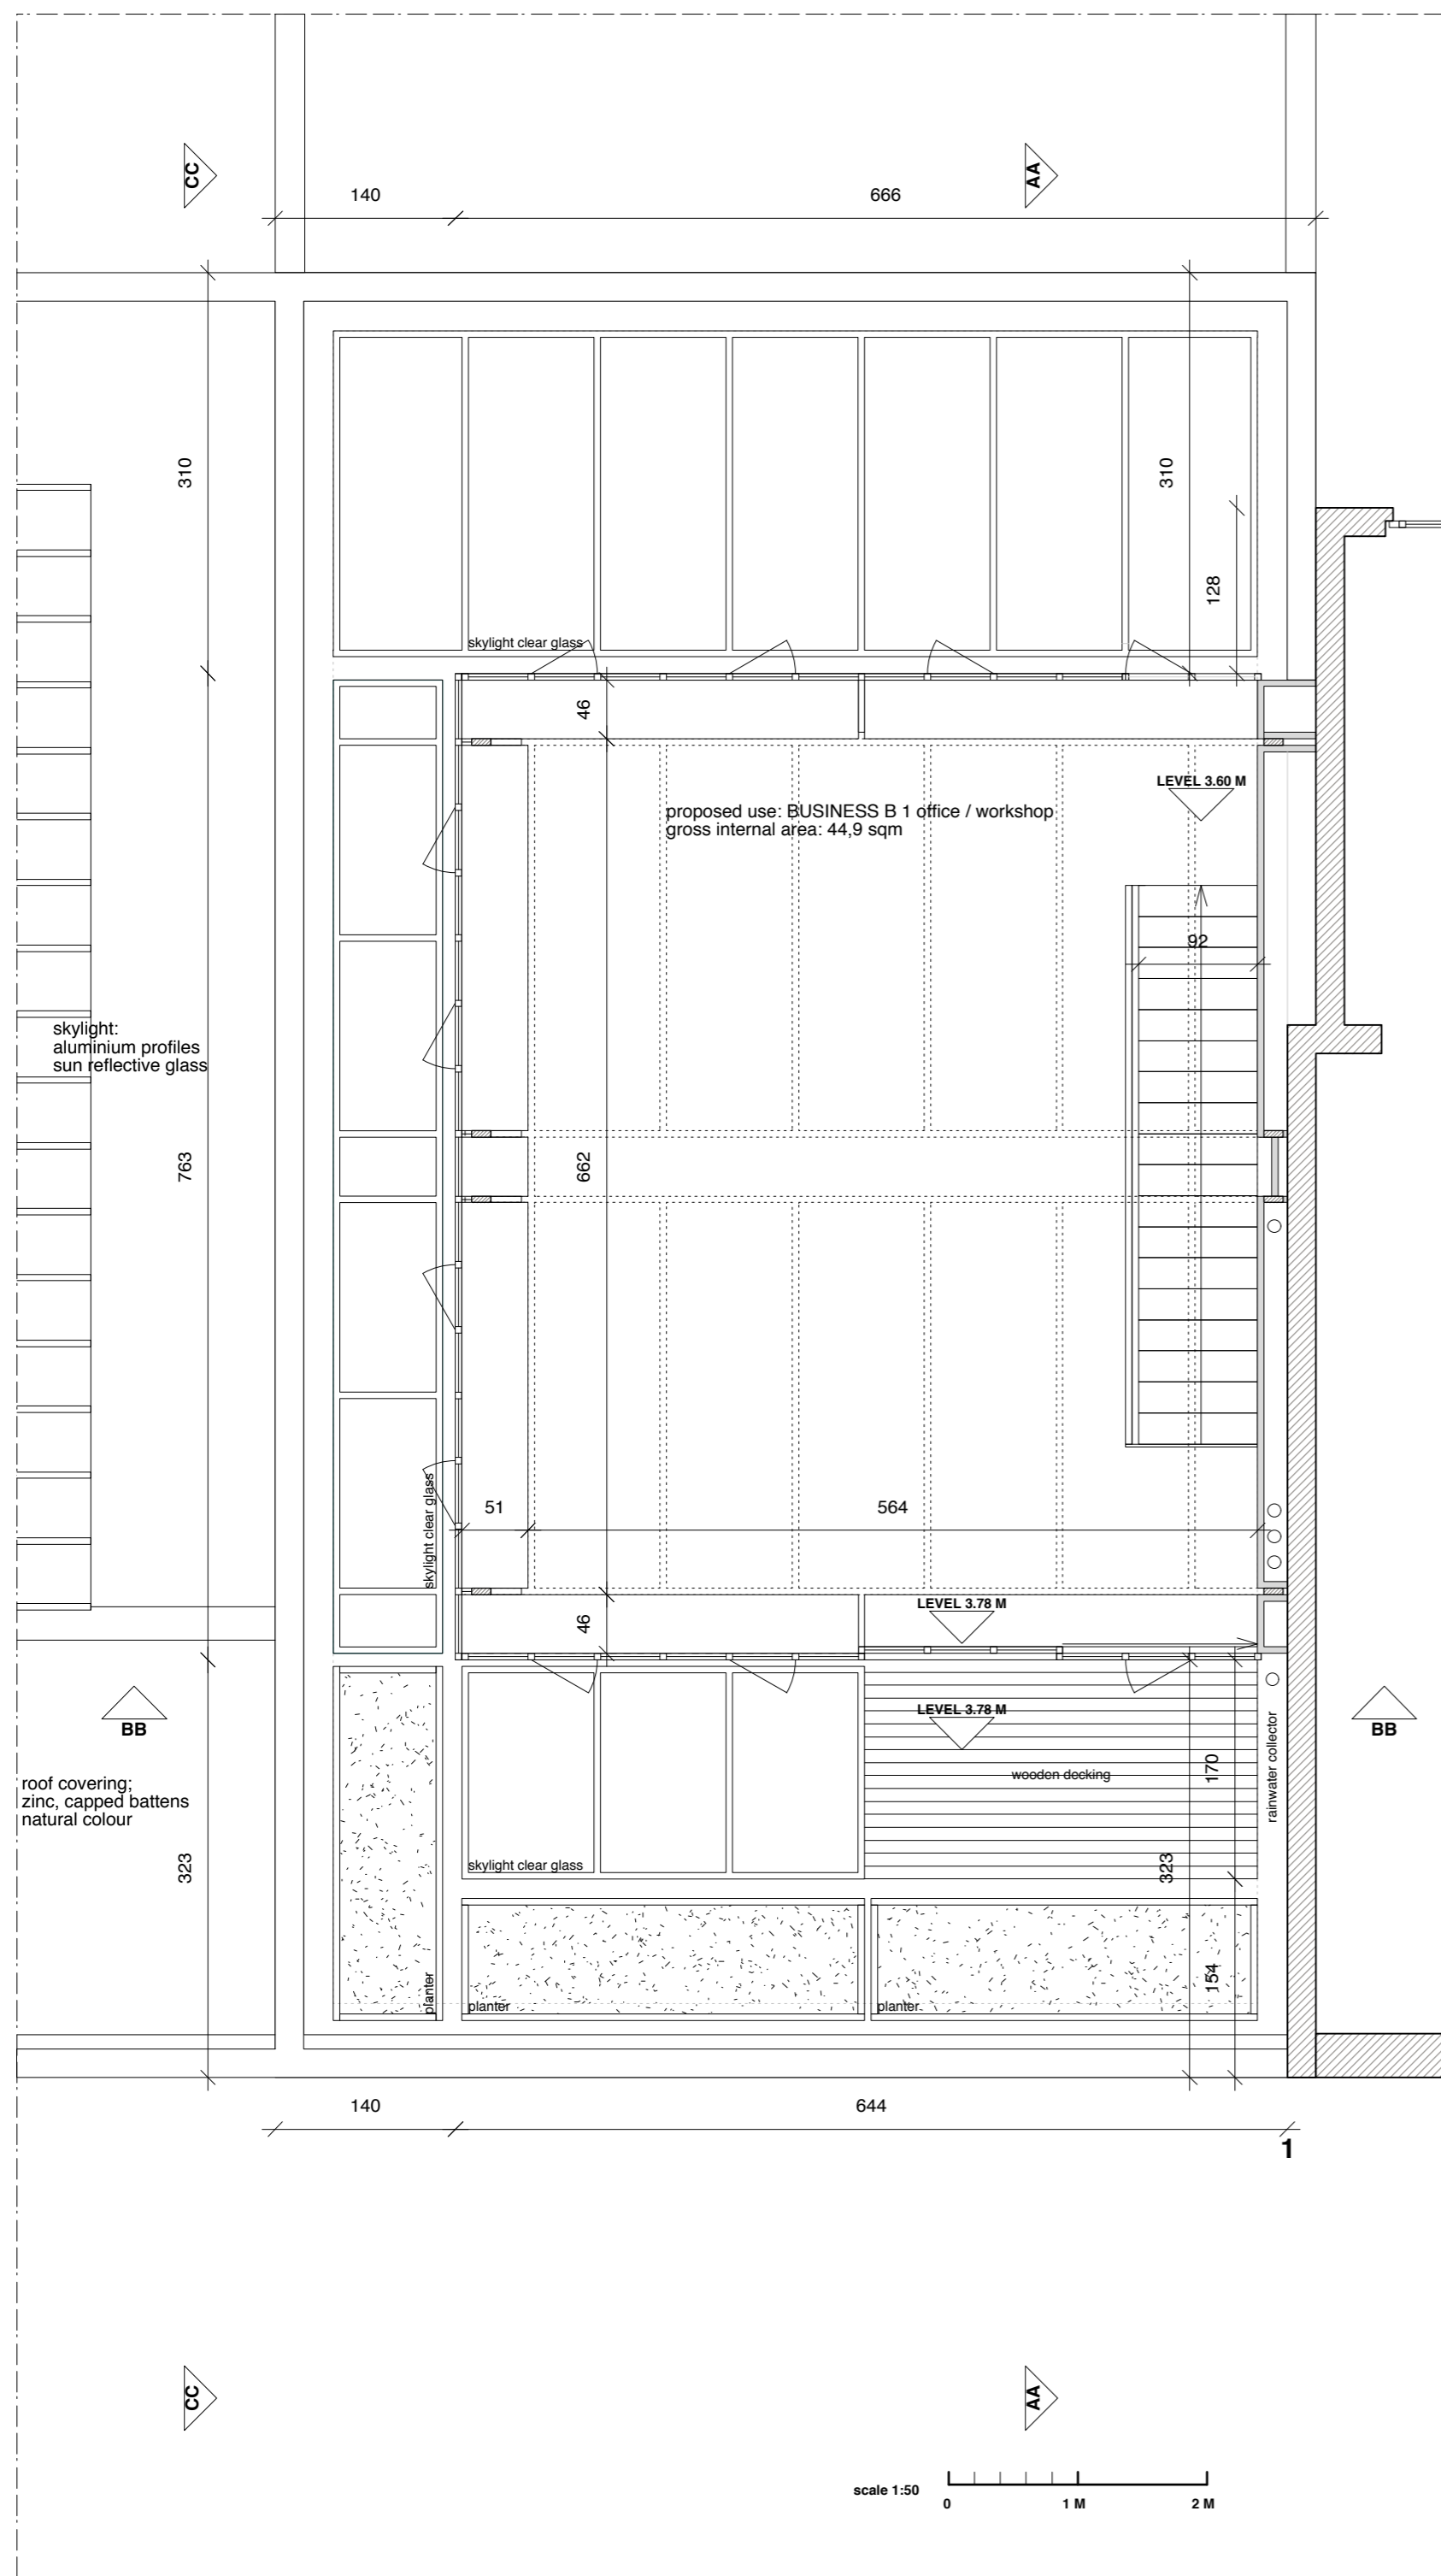 CC
AA
140
666
310
310
128
skylight clear glass
46
LEVEL 3.60 M
proposed use: BUSINESS B 1 office / workshop
gross internal area: 44,9 sqm
92
skylight:
aluminium profiles
sun reflective glass
763
662
51
564
skylight clear glass
46
LEVEL 3.78 M
BB
LEVEL 3.78 M
BB
rainwater collector
170
wooden decking
roof covering;
zinc, capped battens
natural colour
323
skylight clear glass
323
154
planter
planter
planter
140
644
1
CC
AA
scale 1:50
0
1 M
2 M